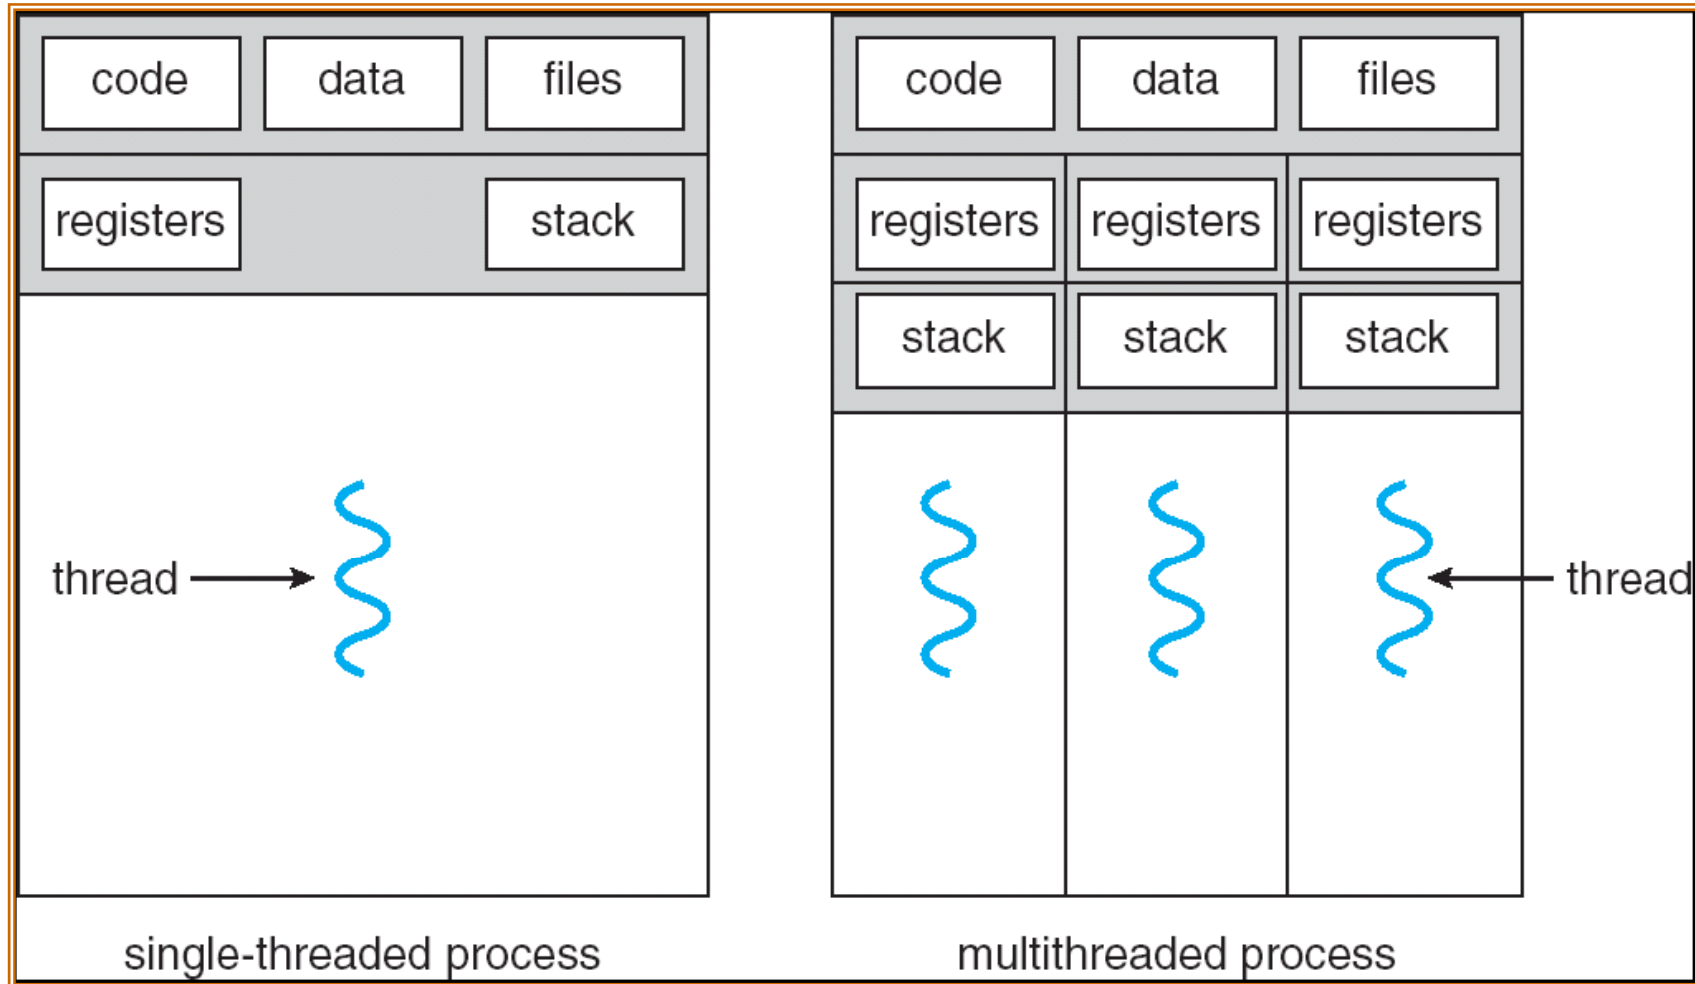 code data files
registers stack
thread
single-threaded process
code data files
registers registers registers
stack stack stack
thread
multithreaded process